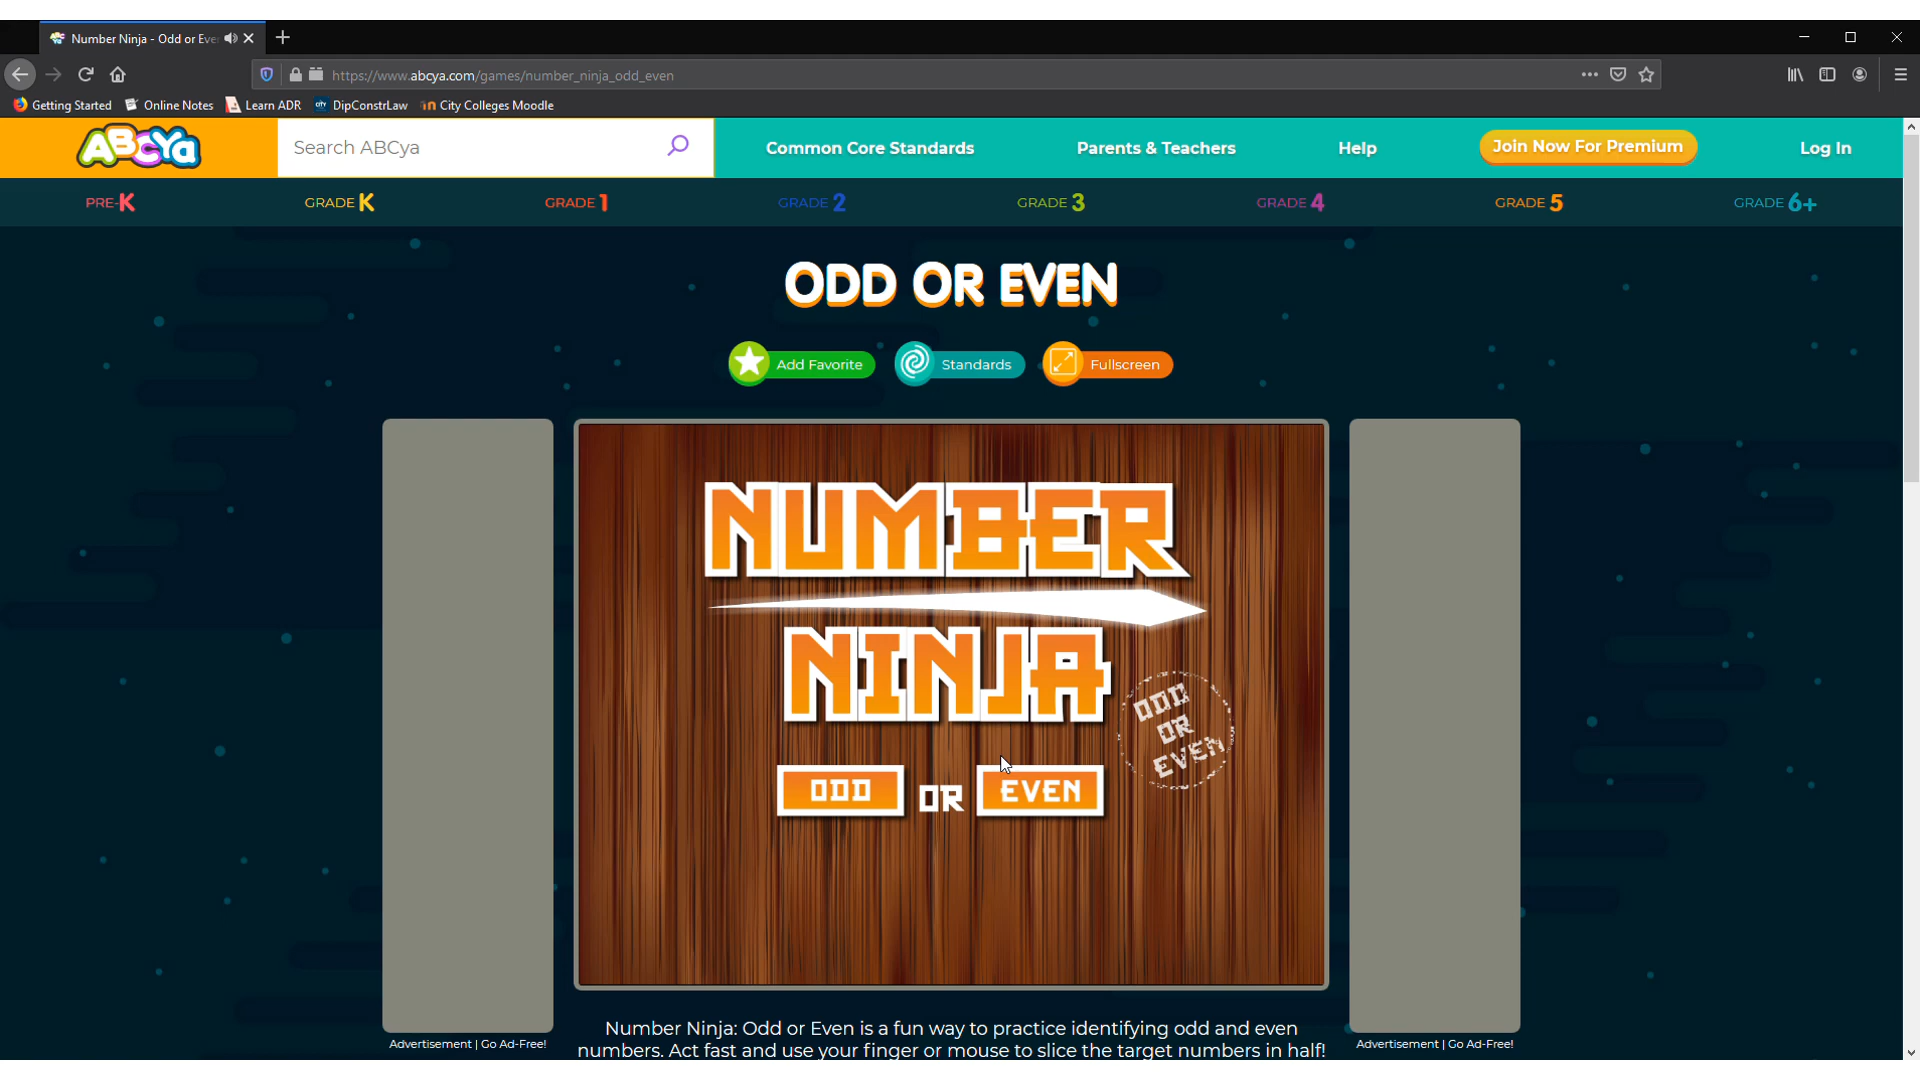 Number Ninja - Odd or Eve
https://www.abcya.com/games/number_ninja_odd_even
Getting Started Online Notes Learn ADR DipConstrLaw City Colleges Moodle
ABCYa Search ABCya Common Core Standards Parents & Teachers Help Join Now For Premium Log In
PRE-K GRADE K GRADE 1 GRADE 2 GRADE 3 GRADE 4 GRADE 5 GRADE 6+
ODD OR EVEN
Add Favorite Standards Fullscreen
NUMBER
NINJA
ODD
OR
EVEN
ODD OR EVEN
Number Ninja: Odd or Even is a fun way to practice identifying odd and even
numbers. Act fast and use your finger or mouse to slice the target numbers in half!
Advertisement | Go Ad-Free!
Advertisement | Go Ad-Free!